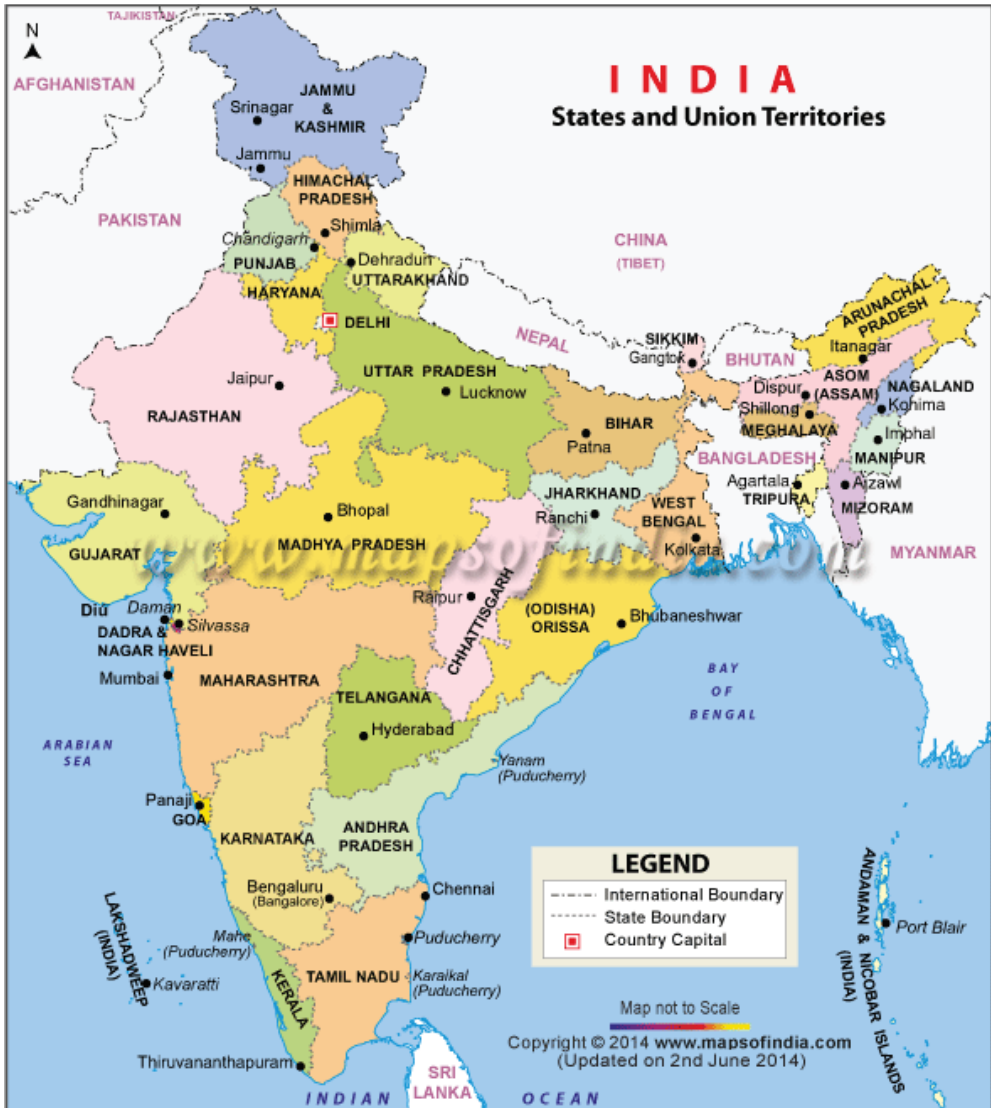 TAJIKISTAN
N
AFGHANISTAN
INDIA
States and Union Territories
JAMMU
&
KASHMIR
Srinagar
Jammu
HIMACHAL
PRADESH
PAKISTAN
Shimla
Chandigarh
PUNJAB
CHINA
(TIBET)
Dehradun
UTTARAKHAND
HARYANA
DELHI
ARUNACHAL
PRADESH
NEPAL
SIKKIM
Gangtok
BHUTAN
Itanagar
UTTAR PRADESH
Lucknow
Jaipur
RAJASTHAN
ASOM
(ASSAM)
Dispur
NAGALAND
Kohima
Shillong
MEGHALAYA
BIHAR
Patna
Imphal
MANIPUR
BANGLADESH
Agartala
TRIPURA
Ajzawl
MIZORAM
JHARKHAND
Ranchi
WEST
BENGAL
Kolkata
Gandhinagar
GUJARAT
Bhopal
MADHYA PRADESH
www.mapsofindia.com
MYANMAR
Raipur
CHHATTISGARH
(ODISHA)
ORISSA
Bhubaneshwar
Diu
Daman
Silvassa
DADRA &
NAGAR HAVELI
Mumbai
MAHARASHTRA
TELANGANA
Hyderabad
BAY
OF
BENGAL
ARABIAN
SEA
Yanam
(Puducherry)
Panaji
GOA
KARNATAKA
ANDHRA
PRADESH
Bengaluru
(Bangalore)
Chennai
LEGEND
International Boundary
State Boundary
Country Capital
Mahe
(Puducherry)
Puducherry
LAKSHADWEEP
(INDIA)
Kavaratti
KERALA
TAMIL NADU
Karaikal
(Puducherry)
ANDAMAN & NICOBAR ISLANDS
(INDIA)
Port Blair
Map not to Scale
Copyright © 2014 www.mapsofindia.com
(Updated on 2nd June 2014)
Thiruvananthapuram
SRI
LANKA
INDIAN OCEAN